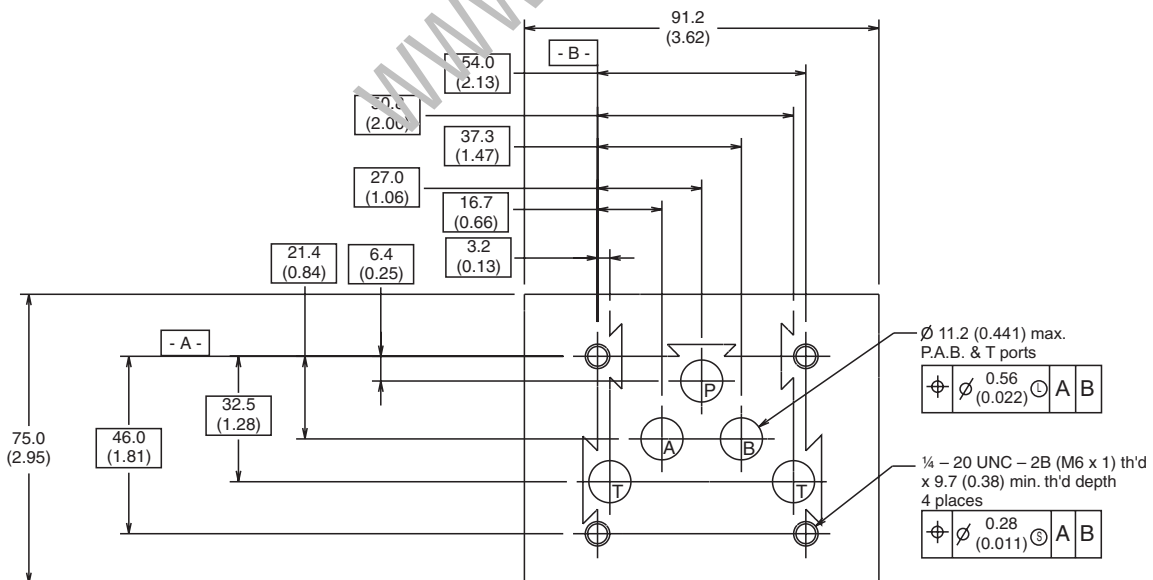 91.2
(3.62)
- B -
54.0
(2.13)
(2.00)
37.3
(1.47)
27.0
(1.06)
16.7
(0.66)
3.2
(0.13)
21.4
(0.84)
6.4
(0.25)
- A -
32.5
(1.28)
46.0
(1.81)
75.0
(2.95)
P
A
B
T
T
Ø 11.2 (0.441) max.
P.A.B. & T ports
⌖ Ø 0.56 (0.022) Ⓛ A B
¼ – 20 UNC – 2B (M6 x 1) th'd
x 9.7 (0.38) min. th'd depth
4 places
⌖ Ø 0.28 (0.011) Ⓢ A B
www